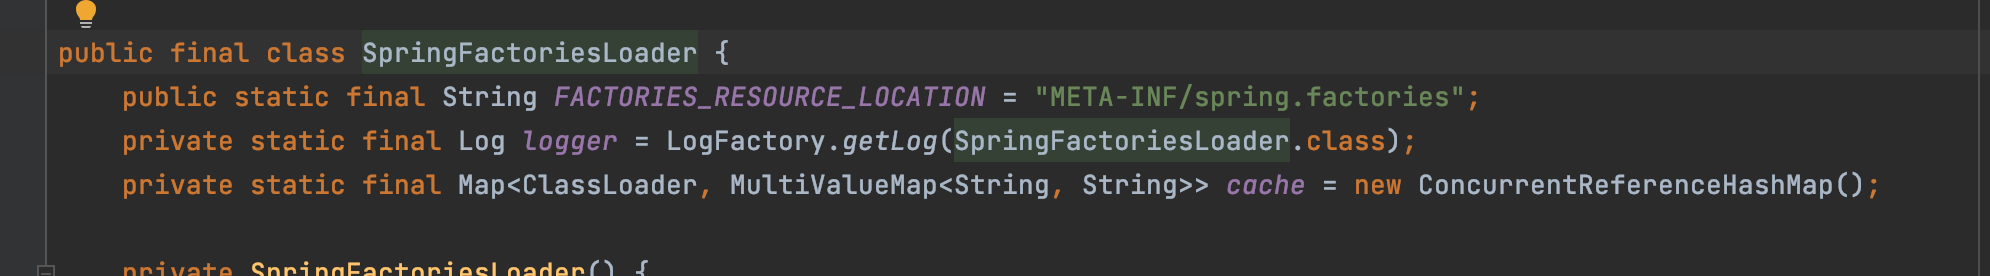 public final class SpringFactoriesLoader {
public static final String FACTORIES_RESOURCE_LOCATION = "META-INF/spring.factories";
private static final Log logger = LogFactory.getLog(SpringFactoriesLoader.class);
private static final Map<ClassLoader, MultiValueMap<String, String>> cache = new ConcurrentReferenceHashMap();
private SpringFactoriesLoader() {